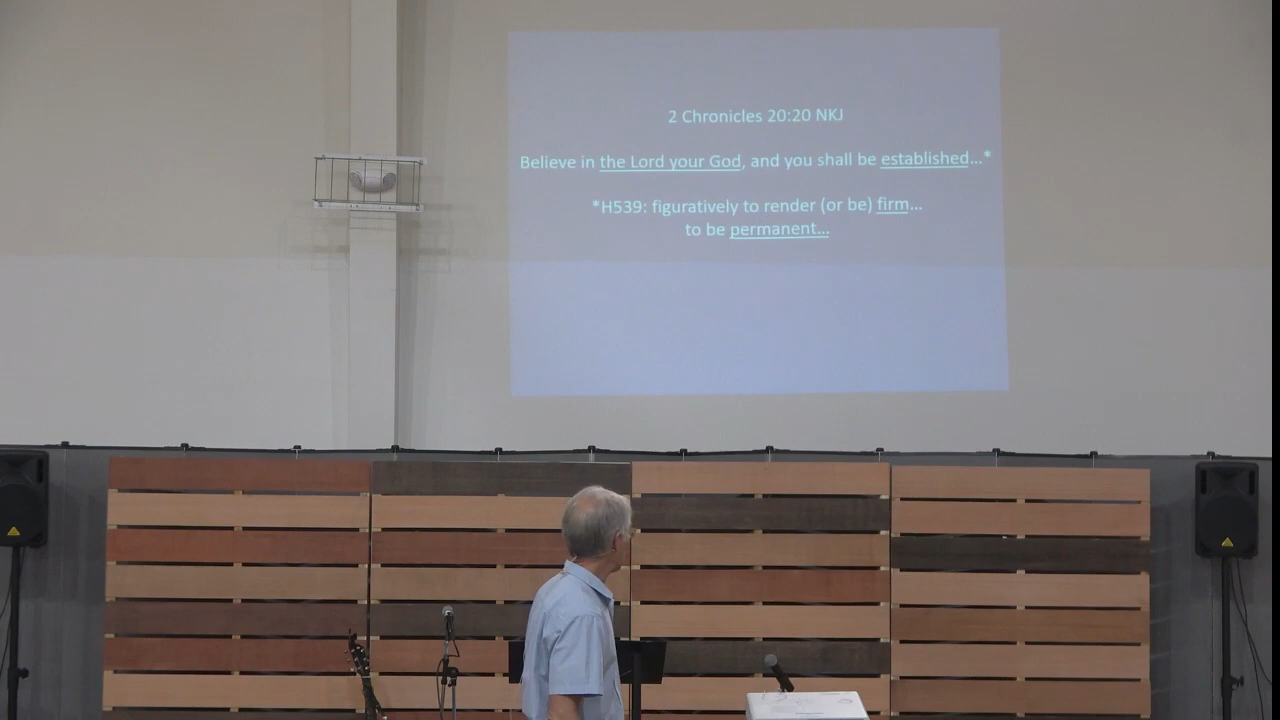 2 Chronicles 20:20 NKJ
Believe in the Lord your God, and you shall be established...*
*H539: figuratively to render (or be) firm...
to be permanent...